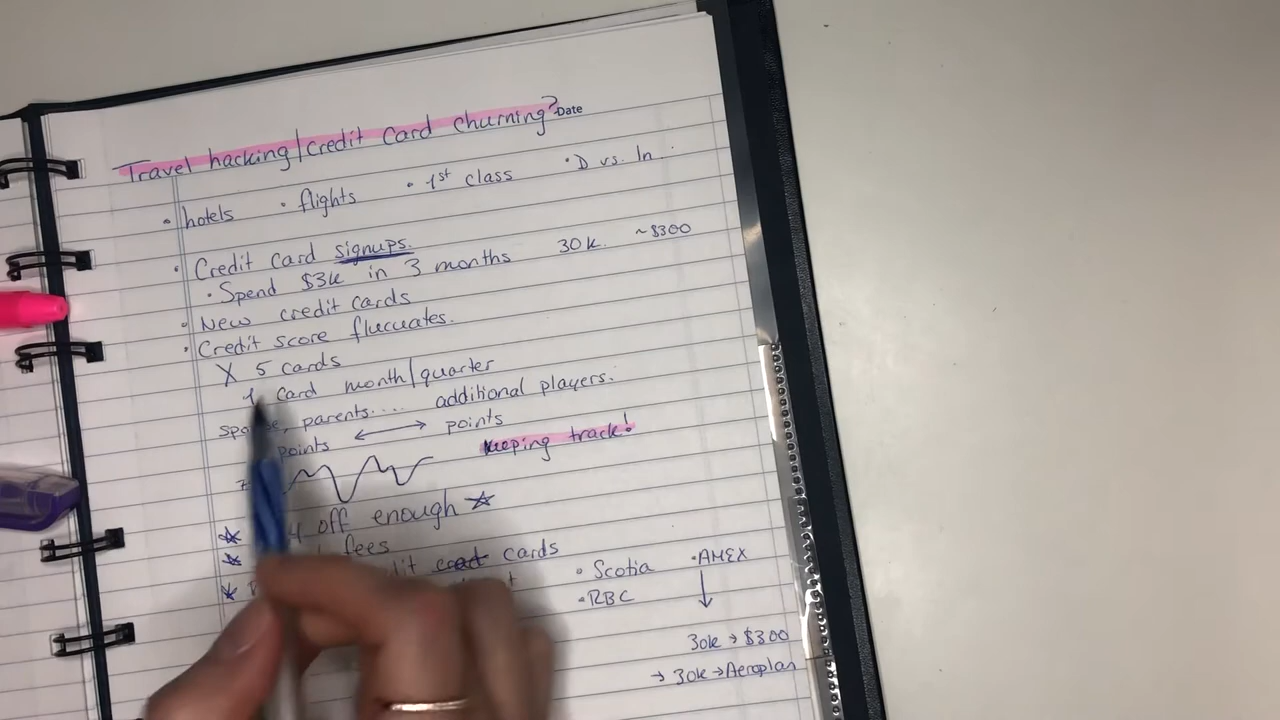 Travel hacking/Credit Card churning? Date
• hotels • flights • 1st class • D vs. In.
• Credit Card signups.
• Spend $3k in 3 months 30k. ~$300
• New credit cards
• Credit score flucuates.
X 5 cards
1 card month/quarter
parents.... additional players.
points ↔ points keeping track!
off enough ☆
fees
cards • Scotia • AMEX
• RBC
30k → $300
→ 30k → Aeroplan